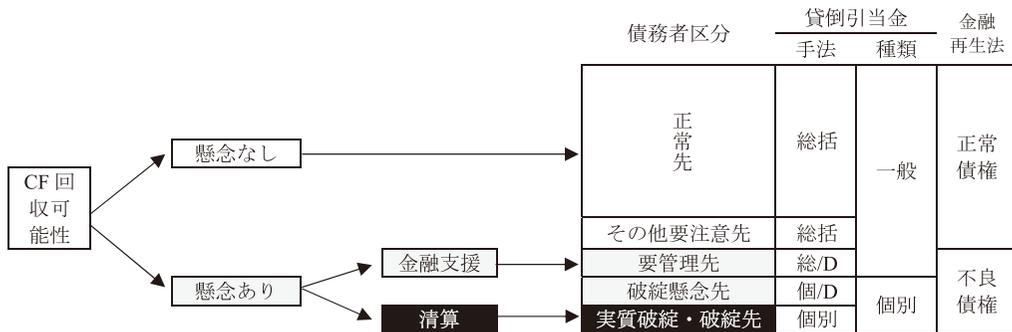 債務者区分
貸倒引当金
手法
種類
金融
再生法
CF 回
収可
能性
懸念なし
懸念あり
金融支援
清算
正常先
総括
一般
正常
債権
その他要注意先
総括
要管理先
総/D
破綻懸念先
個/D
個別
不良
債権
実質破綻・破綻先
個別